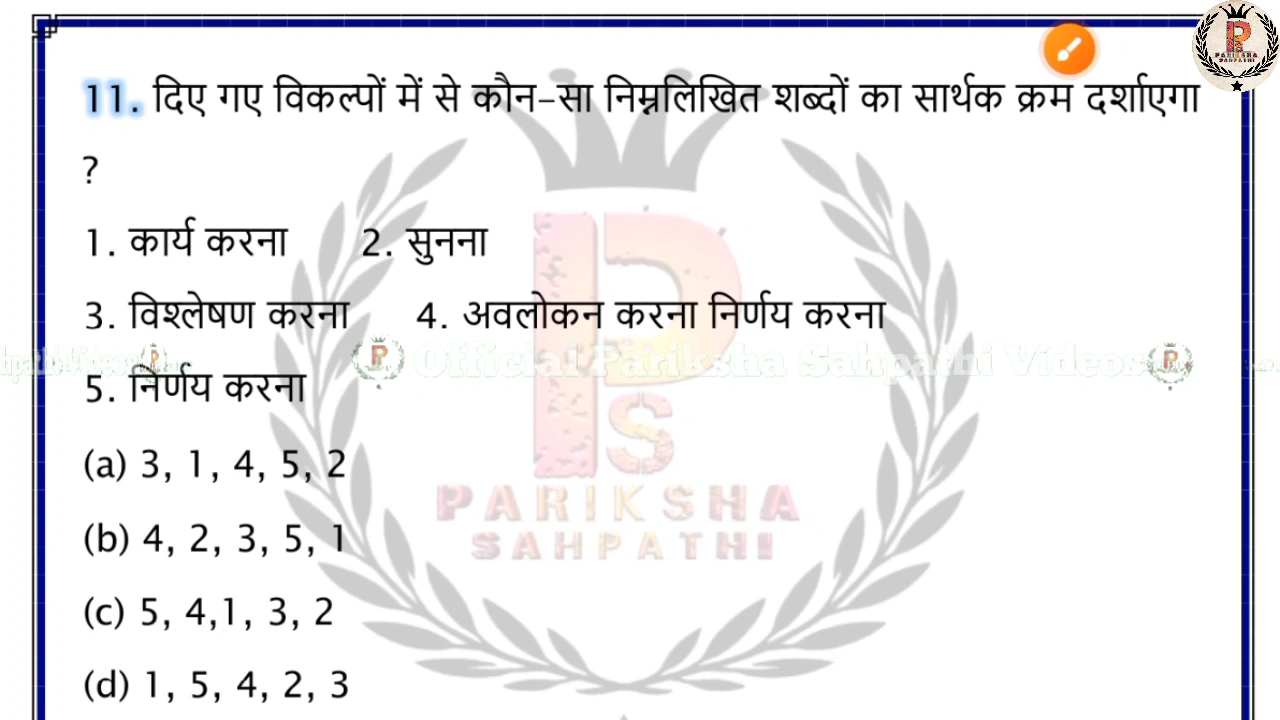 PARIKSHA
SAHPATHI
11. दिए गए विकल्पों में से कौन-सा निम्नलिखित शब्दों का सार्थक क्रम दर्शाएगा
?
1. कार्य करना 2. सुनना
3. विश्लेषण करना 4. अवलोकन करना निर्णय करना
Official Pariksha Sahpathi Videos
5. निर्णय करना
(a) 3, 1, 4, 5, 2
PARIKSHA
(b) 4, 2, 3, 5, 1
SAHPATHI
(c) 5, 4,1, 3, 2
(d) 1, 5, 4, 2, 3